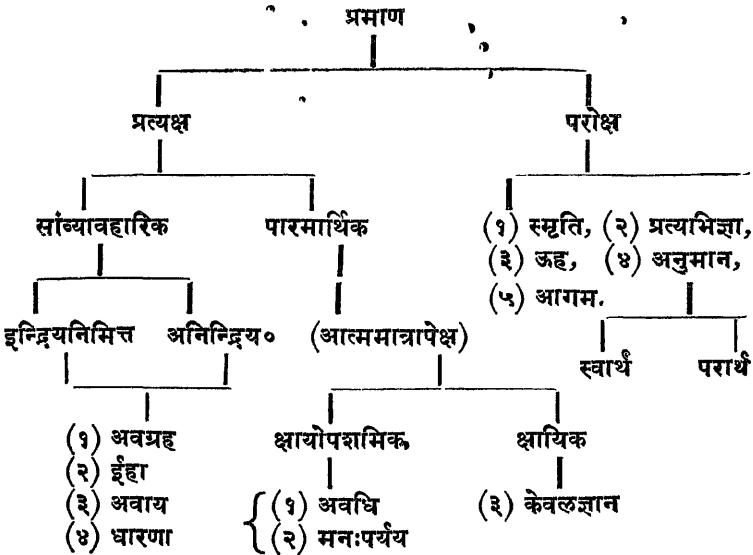 प्रमाण
प्रत्यक्ष परोक्ष
सांव्यावहारिक पारमार्थिक (१) स्मृति, (२) प्रत्यभिज्ञा,
(३) ऊह, (४) अनुमान,
(५) आगम.
इन्द्रियनिमित्त अनिन्द्रिय० (आत्ममात्रापेक्ष)
स्वार्थ परार्थ
(१) अवग्रह क्षायोपशमिक, क्षायिक
(२) ईहा
(३) अवाय (१) अवधि (३) केवलज्ञान
(४) धारणा (२) मनःपर्यय